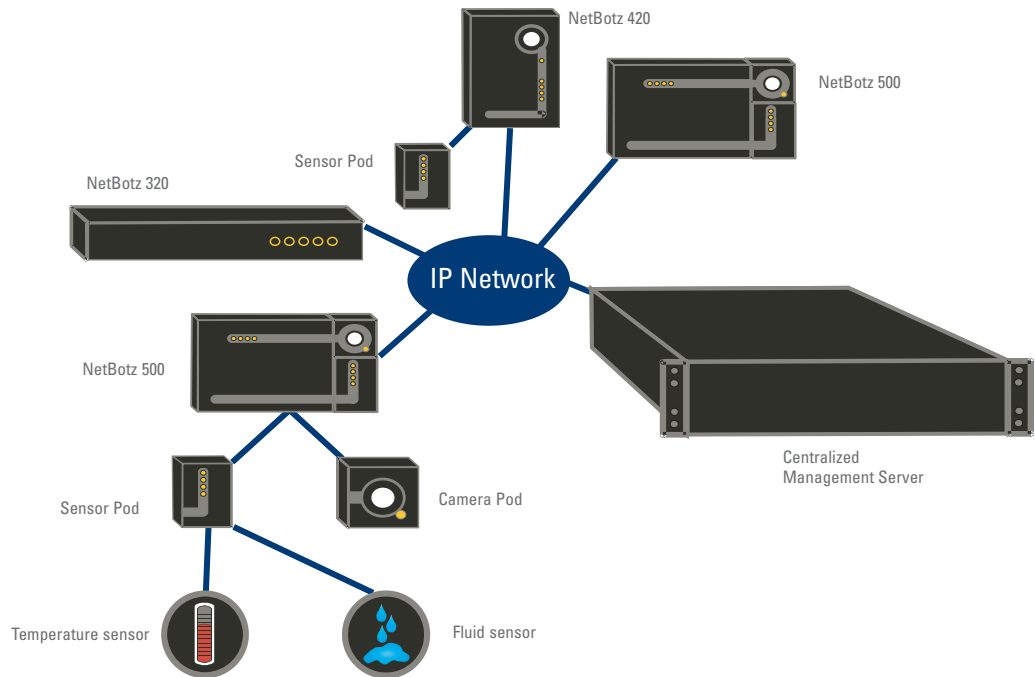 NetBotz 420
NetBotz 500
Sensor Pod
NetBotz 320
IP Network
NetBotz 500
Centralized
Management Server
Sensor Pod
Camera Pod
Temperature sensor
Fluid sensor